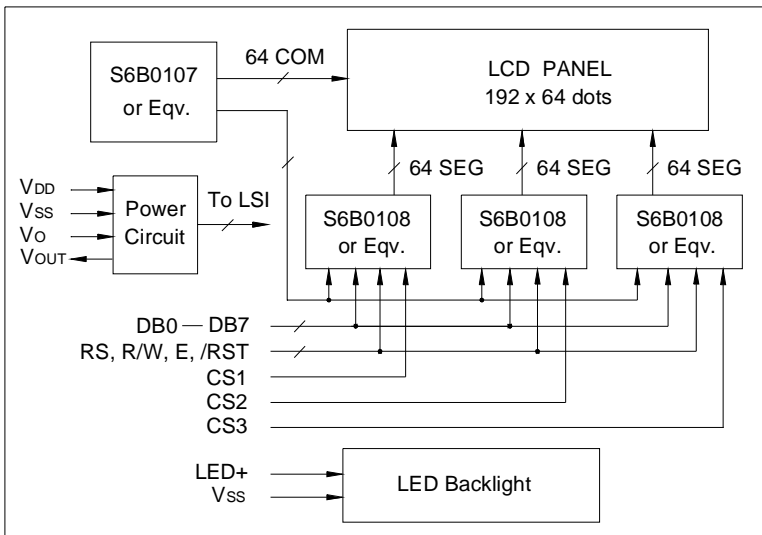 S6B0107
or Eqv.
64 COM
LCD PANEL
192 x 64 dots
64 SEG
64 SEG
64 SEG
VDD
VSS
VO
VOUT
Power
Circuit
To LSI
S6B0108
or Eqv.
S6B0108
or Eqv.
S6B0108
or Eqv.
DB0 — DB7
RS, R/W, E, /RST
CS1
CS2
CS3
LED+
VSS
LED Backlight